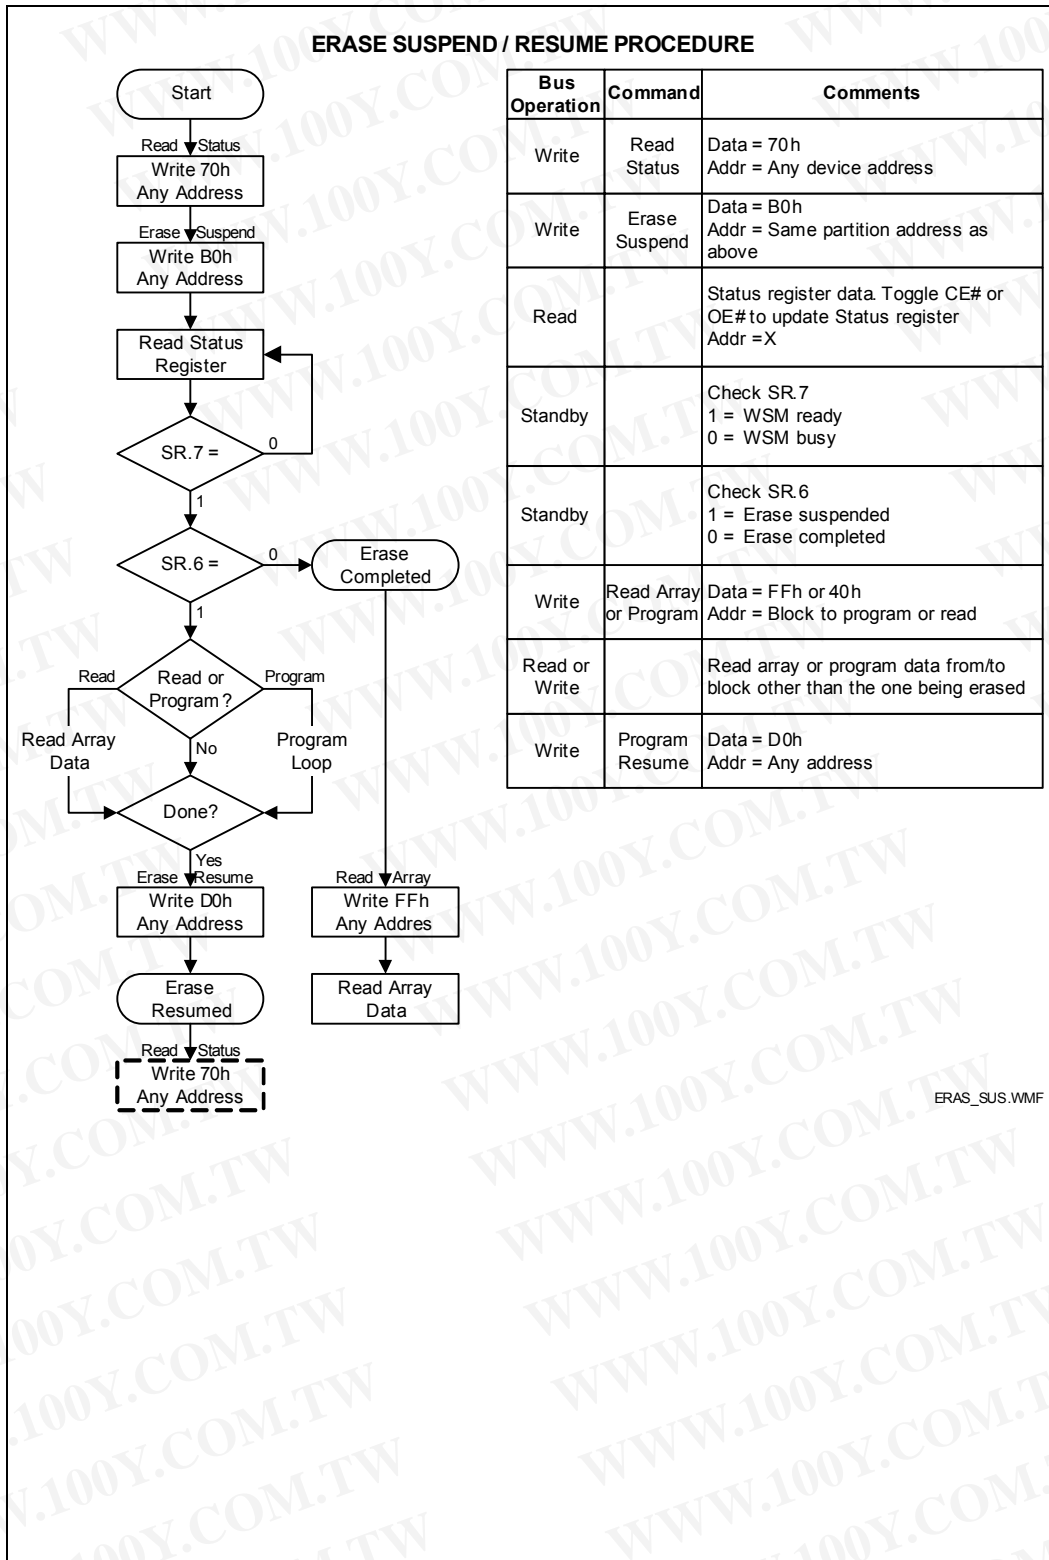 ERASE SUSPEND / RESUME PROCEDURE
Start
Read Status
Write 70h
Any Address
Erase Suspend
Write B0h
Any Address
Read Status
Register
SR.7 =
0
1
SR.6 =
0
Erase
Completed
1
Read or
Program?
Read
Program
Read Array
Data
No
Program
Loop
Done?
Yes
Erase Resume
Write D0h
Any Address
Read Array
Write FFh
Any Addres
Erase
Resumed
Read Array
Data
Read Status
Write 70h
Any Address
Bus
Operation
Command
Comments
Write
Read
Status
Data = 70h
Addr = Any device address
Write
Erase
Suspend
Data = B0h
Addr = Same partition address as
above
Read
Status register data. Toggle CE# or
OE# to update Status register
Addr =X
Standby
Check SR.7
1 = WSM ready
0 = WSM busy
Standby
Check SR.6
1 = Erase suspended
0 = Erase completed
Write
Read Array
or Program
Data = FFh or 40h
Addr = Block to program or read
Read or
Write
Read array or program data from/to
block other than the one being erased
Write
Program
Resume
Data = D0h
Addr = Any address
ERAS_SUS.WMF
WWW.100Y.COM.TW